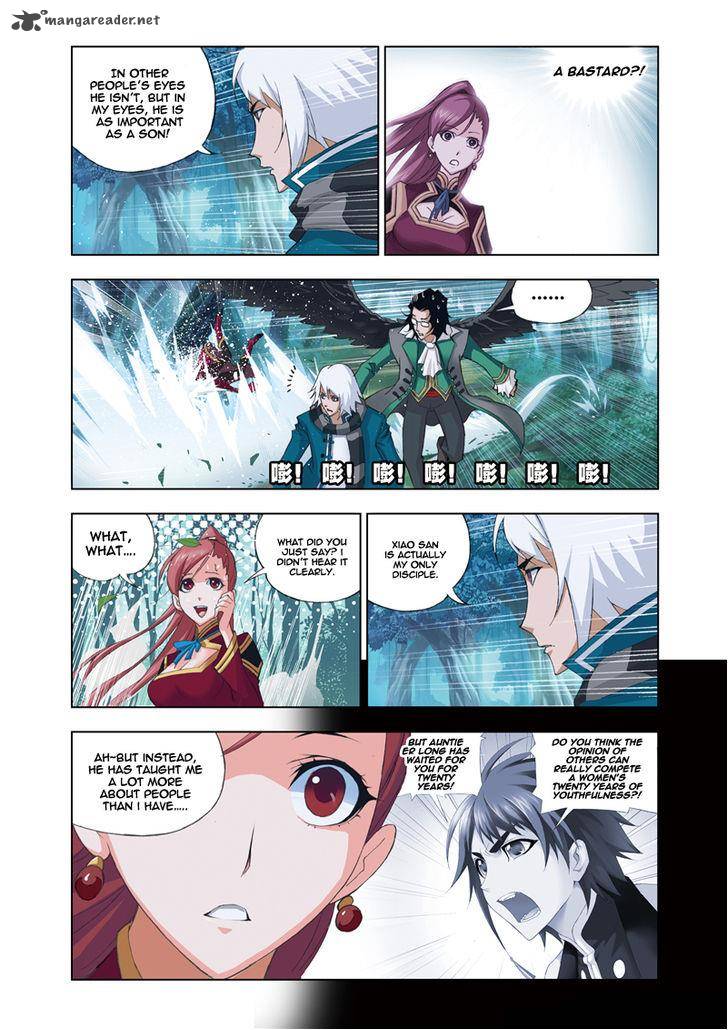 mangareader.net
IN OTHER
PEOPLE'S EYES
HE ISN'T, BUT IN
MY EYES, HE IS
AS IMPORTANT
AS A SON!
A BASTARD?!
......
嘭! 嘭! 嘭! 嘭! 嘭! 嘭! 嘭!
WHAT,
WHAT....
WHAT DID YOU
JUST SAY? I
DIDN'T HEAR IT
CLEARLY.
XIAO SAN
IS ACTUALLY
MY ONLY
DISCIPLE.
AH~BUT INSTEAD,
HE HAS TAUGHT ME
A LOT MORE
ABOUT PEOPLE
THAN I HAVE.....
BUT AUNTIE
ER LONG HAS
WAITED FOR
YOU FOR
TWENTY
YEARS!
DO YOU THINK THE
OPINION OF
OTHERS CAN
REALLY COMPETE
A WOMEN'S
TWENTY YEARS OF
YOUTHFULNESS?!